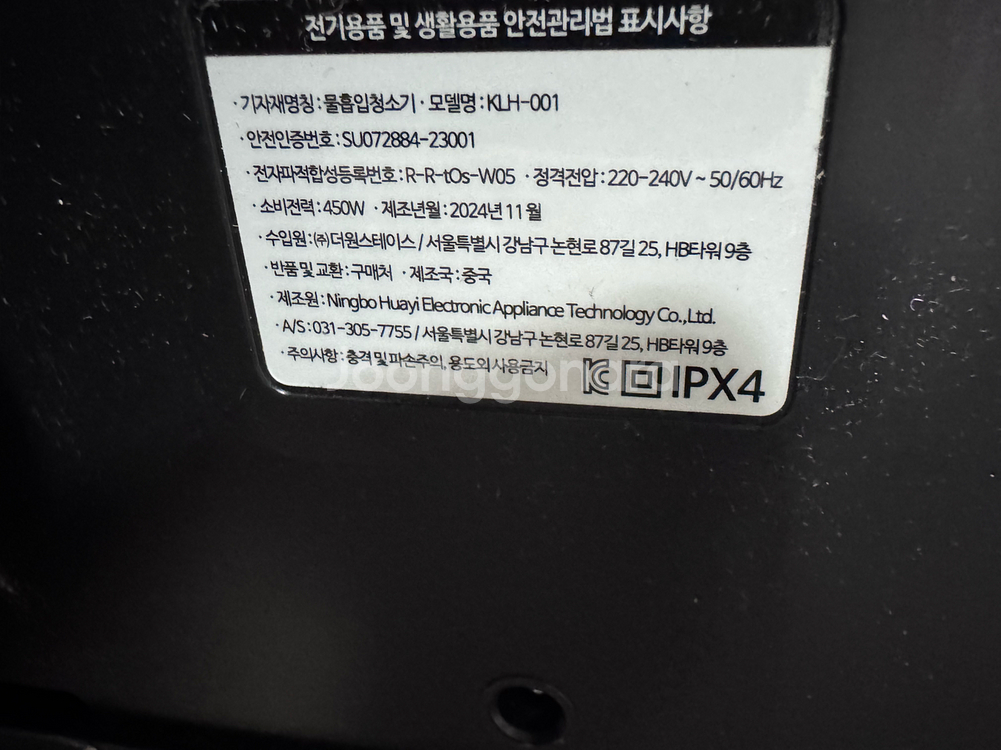 전기용품 및 생활용품 안전관리법 표시사항
· 기자재명칭 : 물흡입청소기 · 모델명 : KLH-001
· 안전인증번호 : SU072884-23001
· 전자파적합성등록번호 : R-R-tOs-W05 · 정격전압 : 220-240V ~ 50/60Hz
· 소비전력 : 450W · 제조년월 : 2024년 11월
· 수입원 : ㈜더원스테이스 / 서울특별시 강남구 논현로 87길 25, HB타워 9층
· 반품 및 교환 : 구매처 · 제조국 : 중국
· 제조원 : Ningbo Huayi Electronic Appliance Technology Co.,Ltd.
· A/S : 031-305-7755 / 서울특별시 강남구 논현로 87길 25, HB타워 9층
· 주의사항 : 충격 및 파손주의, 용도외 사용금지
IPX4
Joonggonara